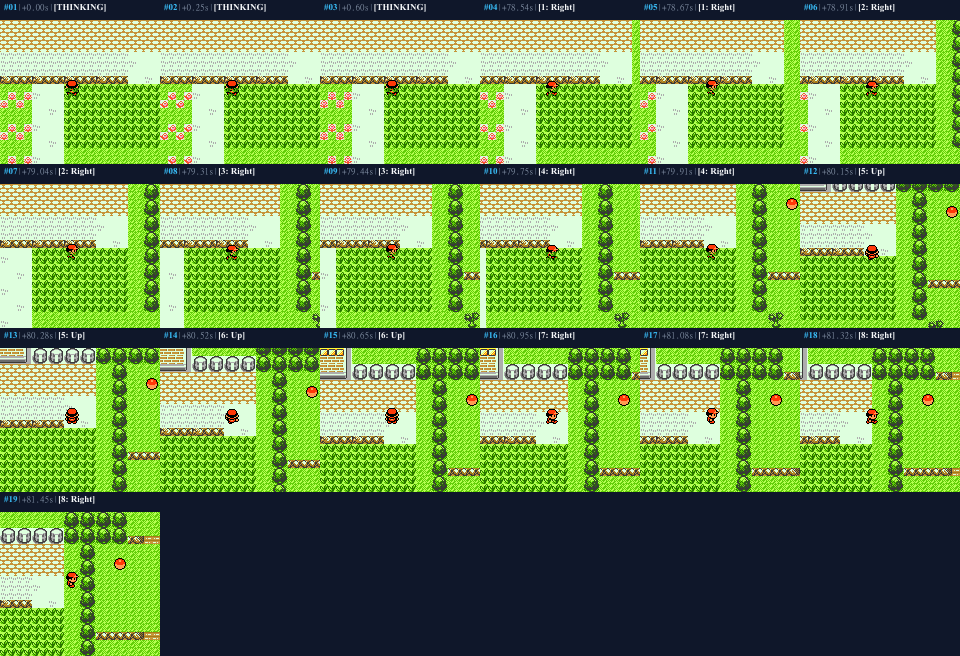 #01|+0.00s|[THINKING] #02|+0.25s|[THINKING] #03|+0.60s|[THINKING] #04|+78.54s|[1: Right] #05|+78.67s|[1: Right] #06|+78.91s|[2: Right]
#07|+79.04s|[2: Right] #08|+79.31s|[3: Right] #09|+79.44s|[3: Right] #10|+79.75s|[4: Right] #11|+79.91s|[4: Right] #12|+80.15s|[5: Up]
#13|+80.28s|[5: Up] #14|+80.52s|[6: Up] #15|+80.65s|[6: Up] #16|+80.95s|[7: Right] #17|+81.08s|[7: Right] #18|+81.32s|[8: Right]
#19|+81.45s|[8: Right]